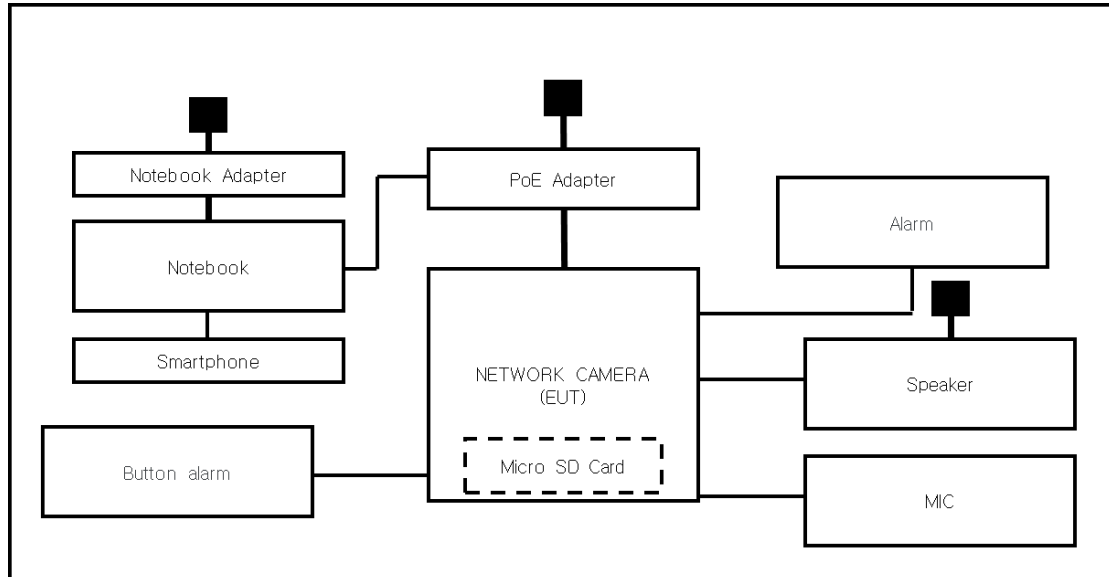 Notebook Adapter
PoE Adapter
Alarm
Notebook
Smartphone
NETWORK CAMERA
(EUT)
Speaker
Button alarm
Micro SD Card
MIC